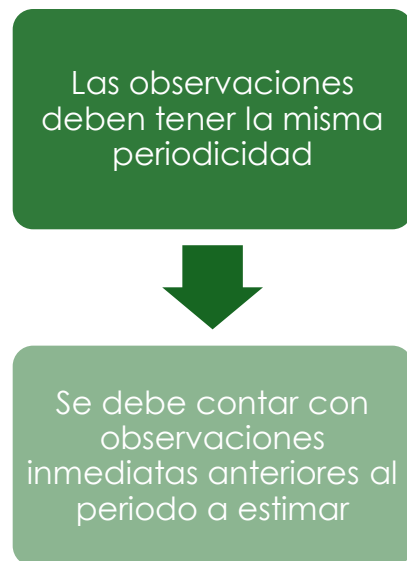 Las observaciones
deben tener la misma
periodicidad
Se debe contar con
observaciones
inmediatas anteriores al
periodo a estimar